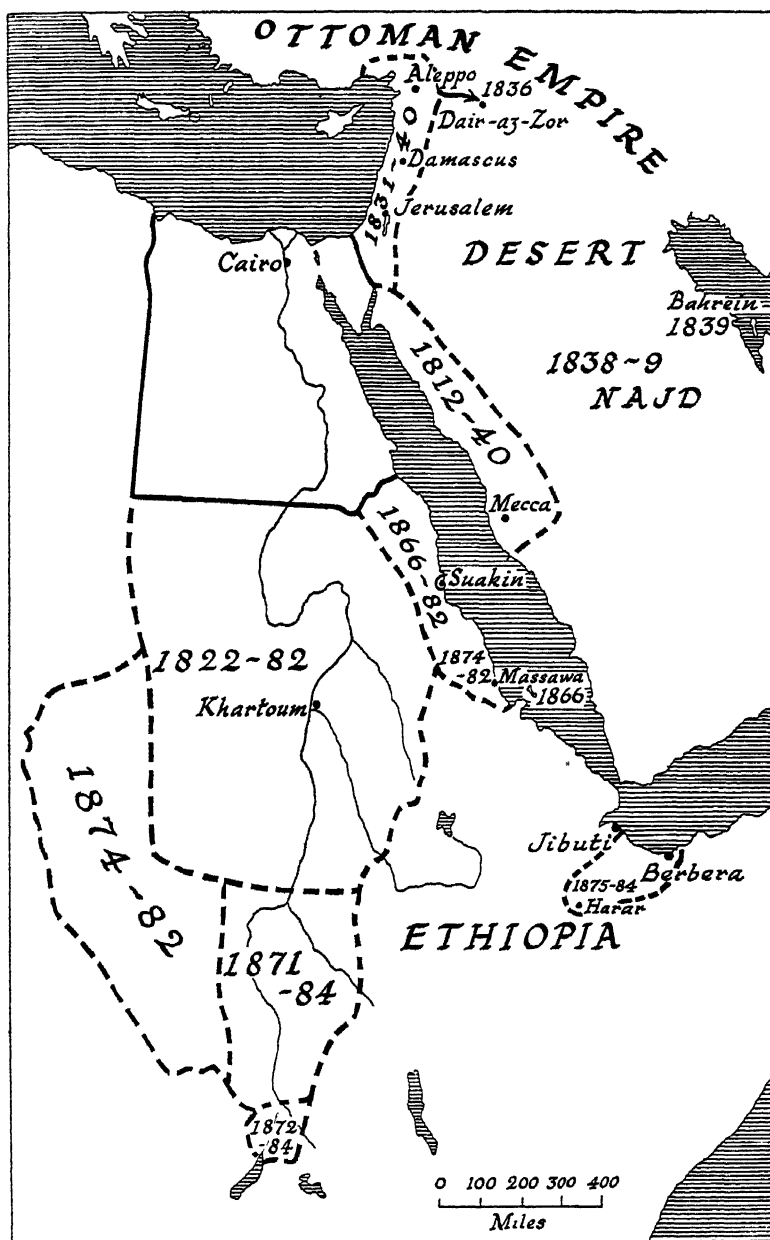 OTTOMAN EMPIRE
Aleppo
1836
Dair-az-Zor
Damascus
1831-40
Jerusalem
Cairo
DESERT
Bahrein
1839
1838-9
NAJD
1812-40
Mecca
1866-82
Suakin
1822-82
1874
-82
Massawa
1866
Khartoum
1874-82
Jibuti
Berbera
1875-84
Harar
ETHIOPIA
1871
-84
1872
-84
0 100 200 300 400
Miles